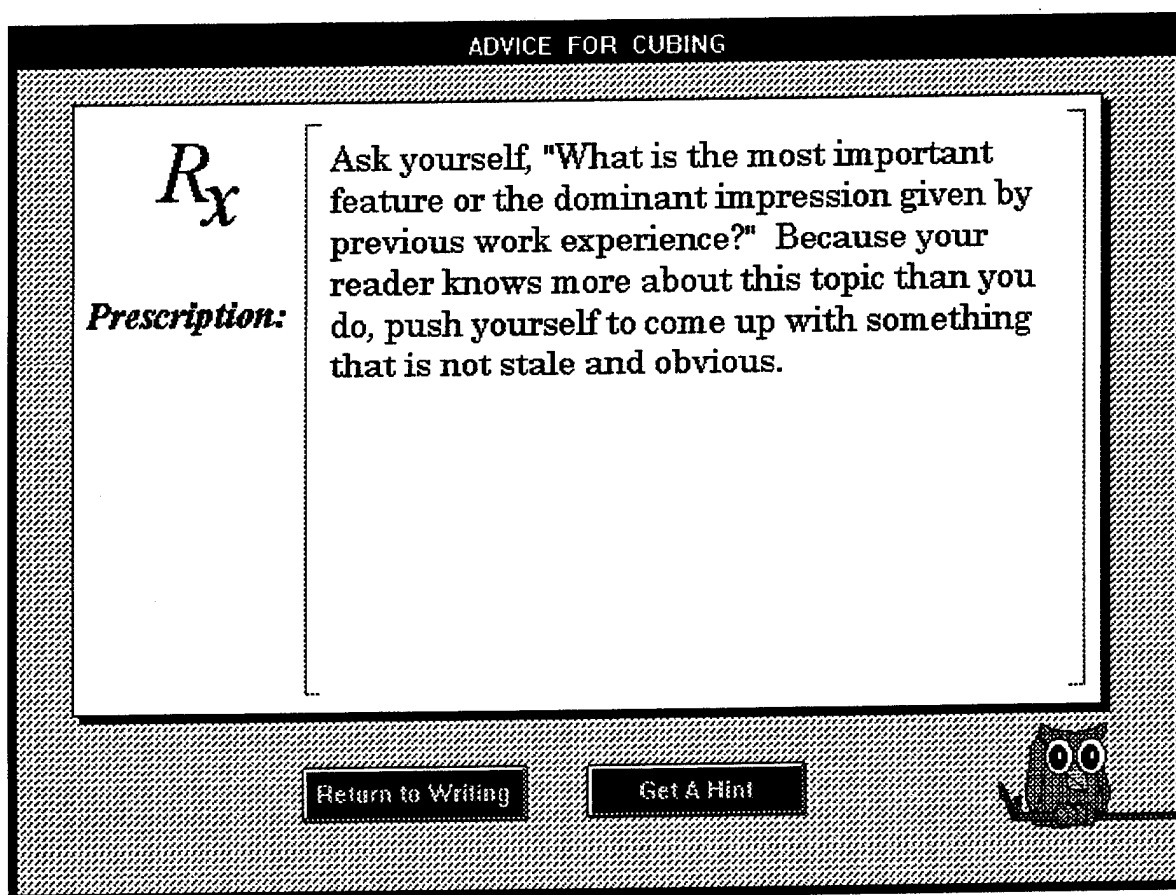 ADVICE FOR CUBING
Rx
Prescription:
Ask yourself, "What is the most important
feature or the dominant impression given by
previous work experience?" Because your
reader knows more about this topic than you
do, push yourself to come up with something
that is not stale and obvious.
Return to Writing
Get A Hint